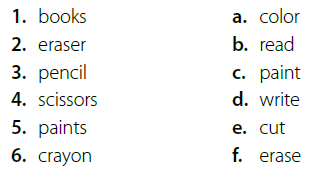 1. books a. color
2. eraser b. read
3. pencil c. paint
4. scissors d. write
5. paints e. cut
6. crayon f. erase